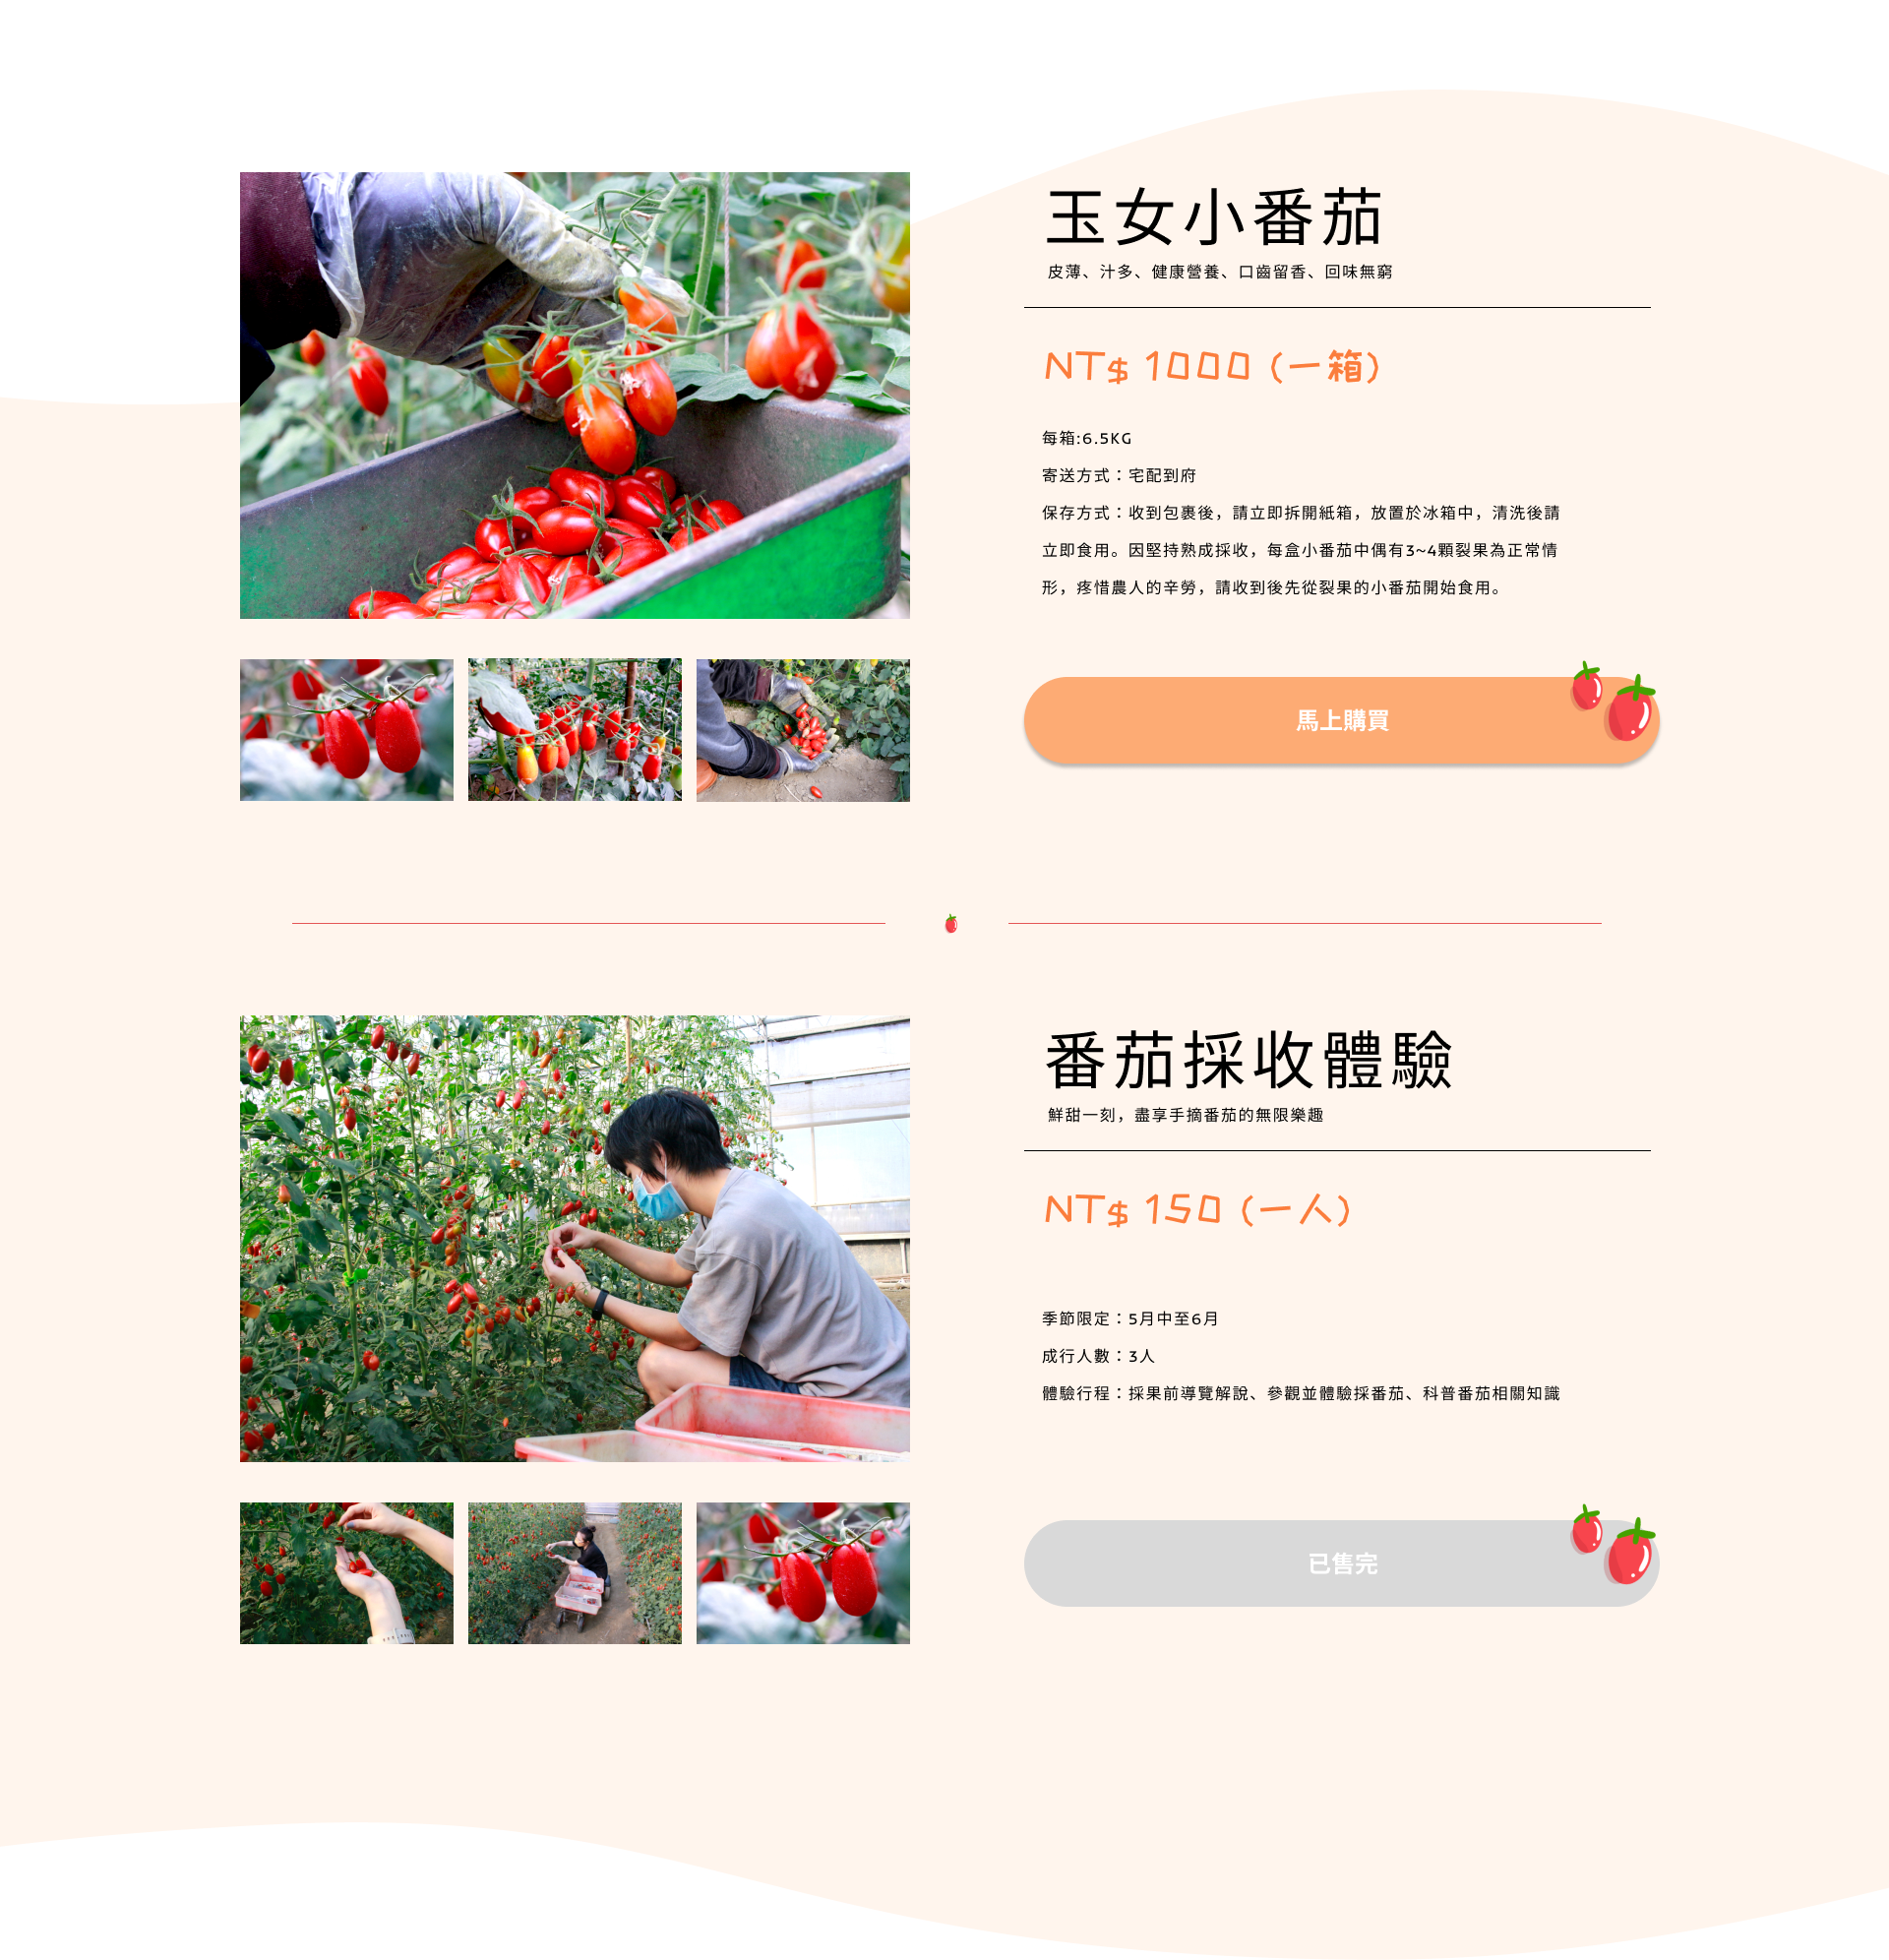 玉女小番茄
皮薄、汁多、健康營養、口齒留香、回味無窮
NT$ 1000 (一箱)
每箱:6.5KG
寄送方式：宅配到府
保存方式：收到包裹後，請立即拆開紙箱，放置於冰箱中，清洗後請
立即食用。因堅持熟成採收，每盒小番茄中偶有3~4顆裂果為正常情
形，疼惜農人的辛勞，請收到後先從裂果的小番茄開始食用。
馬上購買
番茄採收體驗
鮮甜一刻，盡享手摘番茄的無限樂趣
NT$ 150 (一人)
季節限定：5月中至6月
成行人數：3人
體驗行程：採果前導覽解說、參觀並體驗採番茄、科普番茄相關知識
已售完